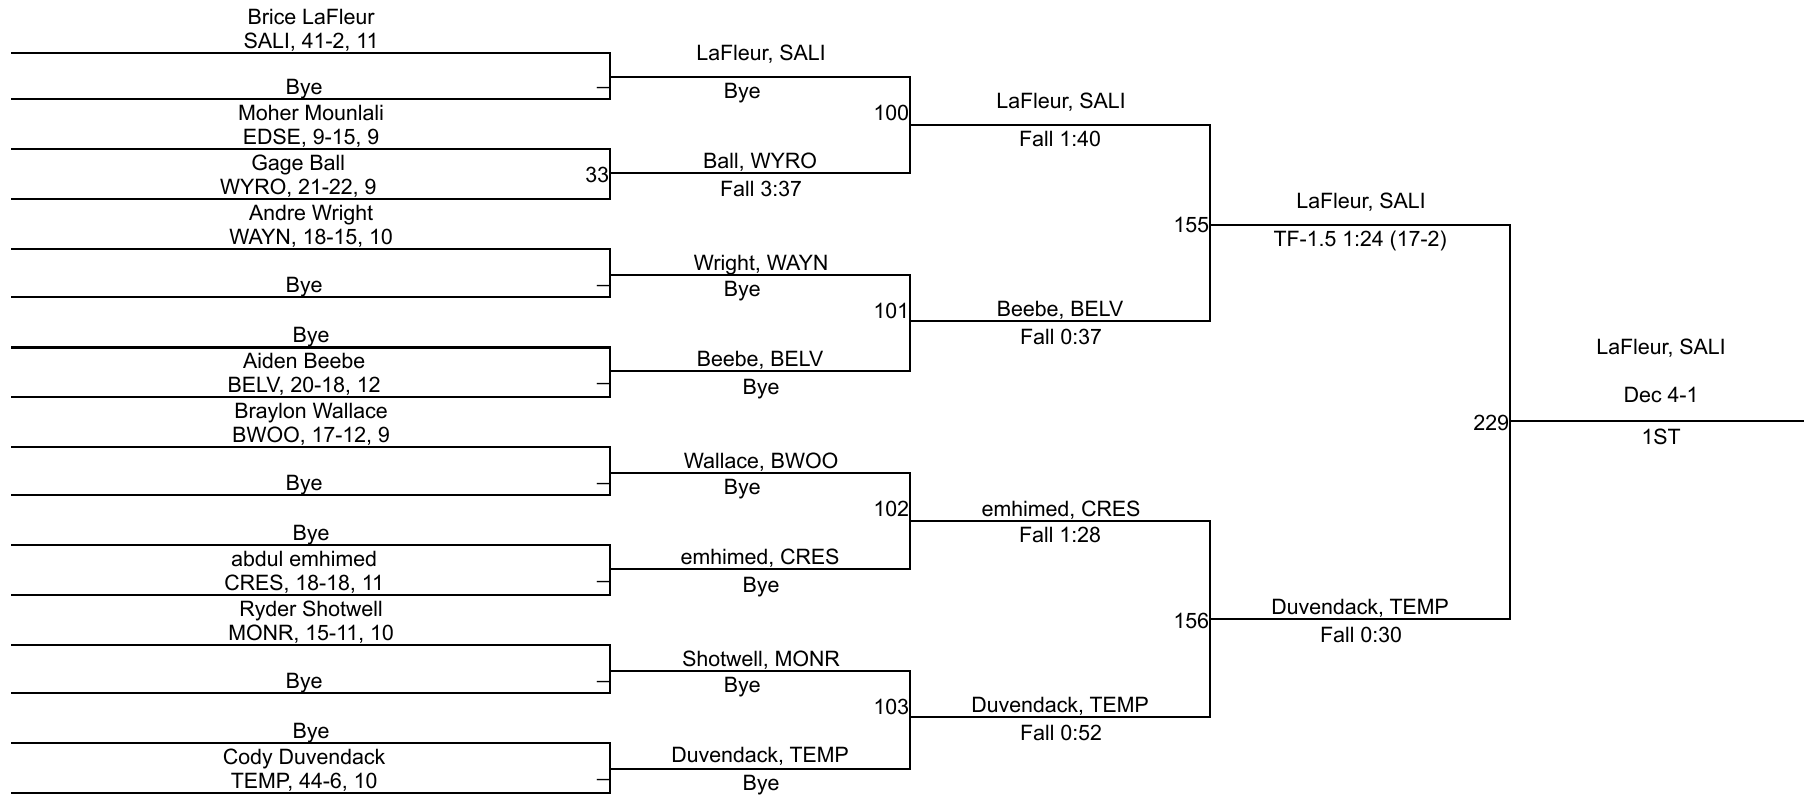 Brice LaFleur
SALI, 41-2, 11
Bye
Moher Mounlali
EDSE, 9-15, 9
Gage Ball
WYRO, 21-22, 9
33
Andre Wright
WAYN, 18-15, 10
Bye
Bye
Aiden Beebe
BELV, 20-18, 12
Braylon Wallace
BWOO, 17-12, 9
Bye
Bye
abdul emhimed
CRES, 18-18, 11
Ryder Shotwell
MONR, 15-11, 10
Bye
Bye
Cody Duvendack
TEMP, 44-6, 10
LaFleur, SALI
Bye
100
Ball, WYRO
Fall 3:37
Wright, WAYN
Bye
101
Beebe, BELV
Bye
Wallace, BWOO
Bye
102
emhimed, CRES
Bye
Shotwell, MONR
Bye
103
Duvendack, TEMP
Bye
LaFleur, SALI
Fall 1:40
155
Beebe, BELV
Fall 0:37
emhimed, CRES
Fall 1:28
156
Duvendack, TEMP
Fall 0:52
LaFleur, SALI
TF-1.5 1:24 (17-2)
229
Duvendack, TEMP
Fall 0:30
LaFleur, SALI
Dec 4-1
1ST